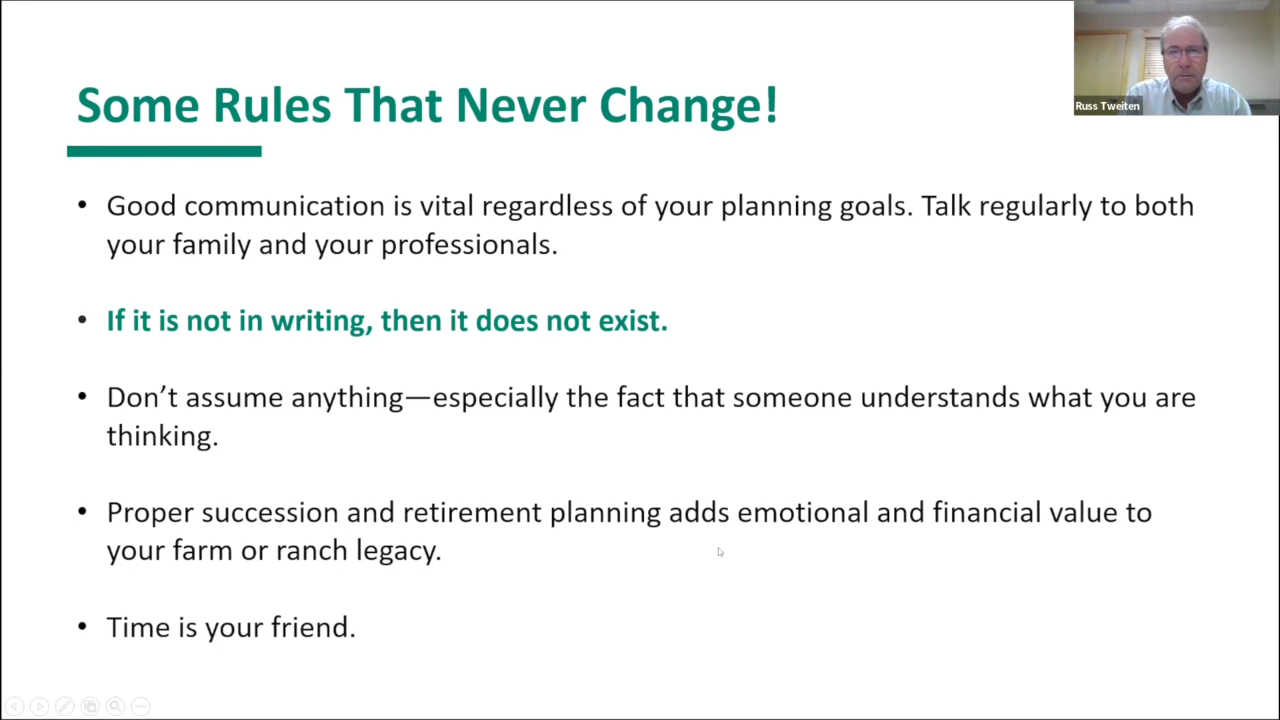 Some Rules That Never Change!
Russ Tweiten
• Good communication is vital regardless of your planning goals. Talk regularly to both
your family and your professionals.
• If it is not in writing, then it does not exist.
• Don’t assume anything—especially the fact that someone understands what you are
thinking.
• Proper succession and retirement planning adds emotional and financial value to
your farm or ranch legacy.
• Time is your friend.